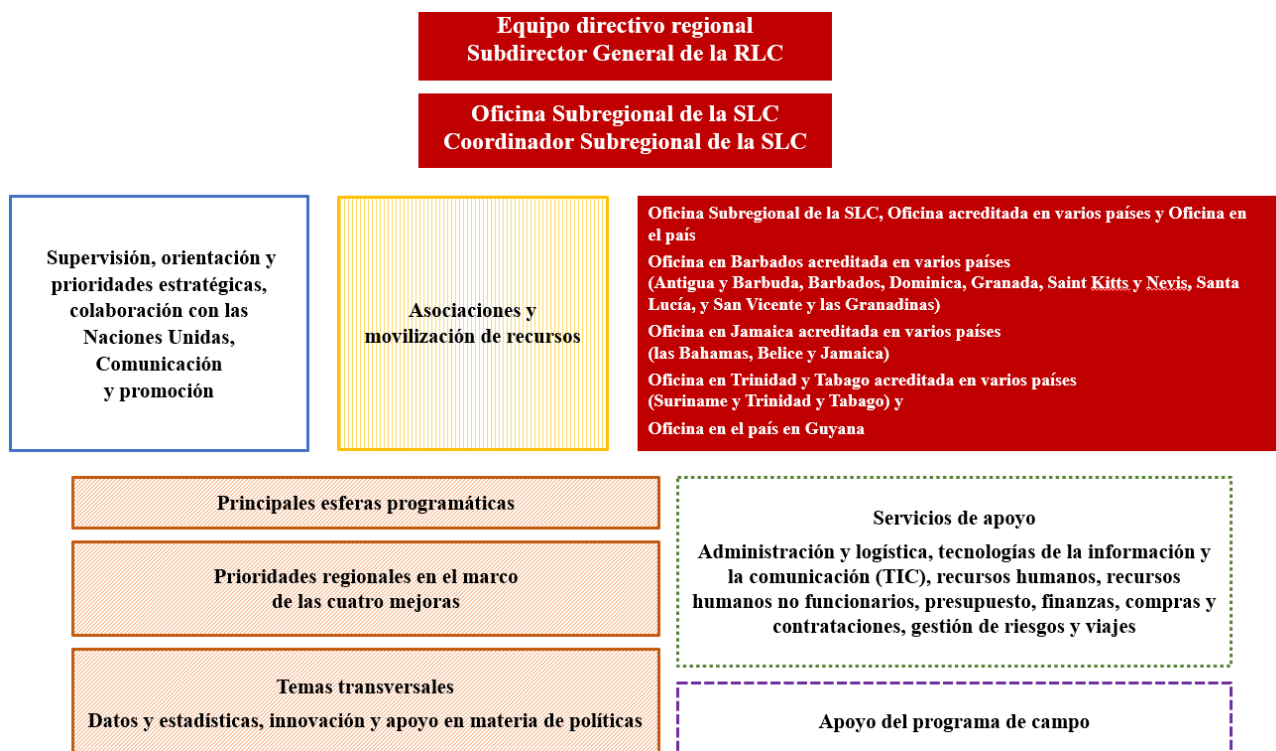 Equipo directivo regional
Subdirector General de la RLC
Oficina Subregional de la SLC
Coordinador Subregional de la SLC
Supervisión, orientación y
prioridades estratégicas,
colaboración con las
Naciones Unidas,
Comunicación
y promoción
Asociaciones y
movilización de recursos
Oficina Subregional de la SLC, Oficina acreditada en varios países y Oficina en
el país
Oficina en Barbados acreditada en varios países
(Antigua y Barbuda, Barbados, Dominica, Granada, Saint Kitts y Nevis, Santa
Lucía, y San Vicente y las Granadinas)
Oficina en Jamaica acreditada en varios países
(las Bahamas, Belice y Jamaica)
Oficina en Trinidad y Tabago acreditada en varios países
(Suriname y Trinidad y Tabago) y
Oficina en el país en Guyana
Principales esferas programáticas
Prioridades regionales en el marco
de las cuatro mejoras
Temas transversales
Datos y estadísticas, innovación y apoyo en materia de políticas
Servicios de apoyo
Administración y logística, tecnologías de la información y
la comunicación (TIC), recursos humanos, recursos
humanos no funcionarios, presupuesto, finanzas, compras y
contrataciones, gestión de riesgos y viajes
Apoyo del programa de campo